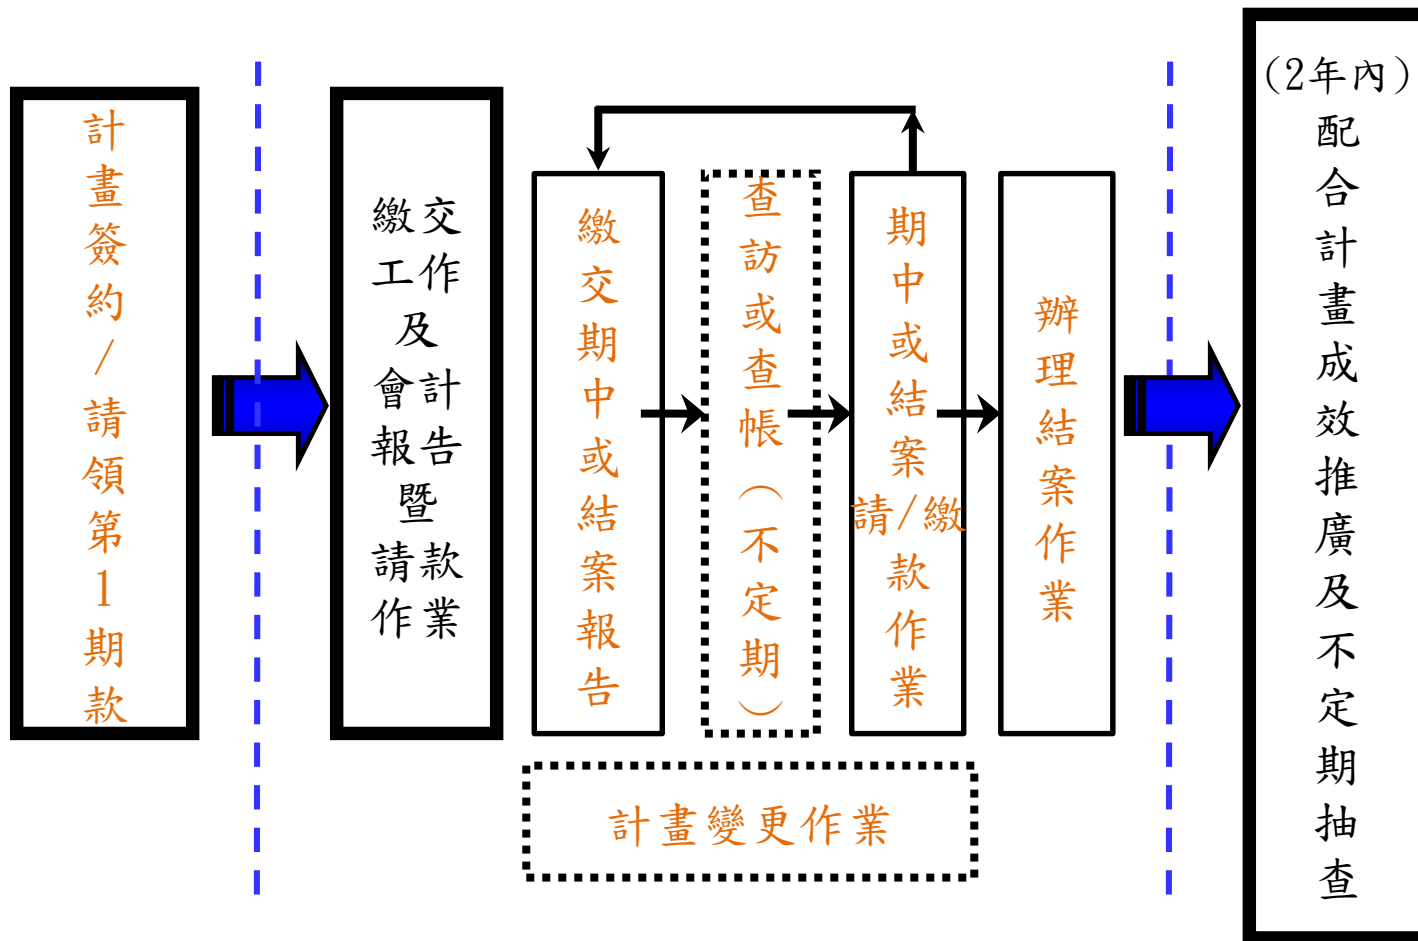 計畫簽約/請領第1期款
繳交
工作
及
會計
報告
暨
請款
作業
繳交期中或結案報告
查訪或查帳（不定期）
期中或結案
請/繳
款作業
辦理結案作業
計畫變更作業
(2年內)
配合計畫成效推廣及不定期抽查